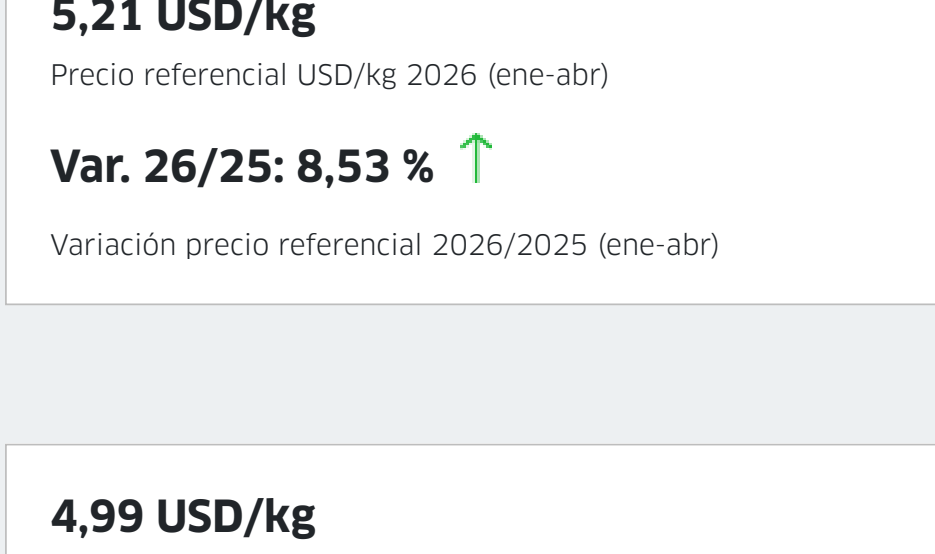 5,21 USD/kg
Precio referencial USD/kg 2026 (ene-abr)
Var. 26/25: 8,53 %
Variación precio referencial 2026/2025 (ene-abr)
4,99 USD/kg